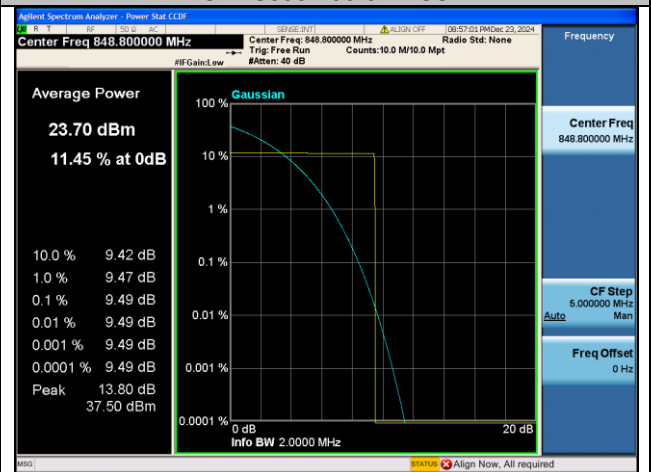 Agilent Spectrum Analyzer - Power Stat CCDF
R T RF 50 Ω AC SENSE:INT ALIGN OFF 08:57:01 PM Dec 23, 2024
Center Freq 848.800000 MHz Center Freq: 848.800000 MHz Radio Std: None
Trig: Free Run Counts:10.0 M/10.0 Mpt
#IFGain:Low #Atten: 40 dB
Frequency
Average Power
23.70 dBm
11.45 % at 0dB
10.0 % 9.42 dB
1.0 % 9.47 dB
0.1 % 9.49 dB
0.01 % 9.49 dB
0.001 % 9.49 dB
0.0001 % 9.49 dB
Peak 13.80 dB
37.50 dBm
Gaussian
100 %
10 %
1 %
0.1 %
0.01 %
0.001 %
0.0001 %
0 dB 20 dB
Info BW 2.0000 MHz
Center Freq
848.800000 MHz
CF Step
5.000000 MHz
Auto Man
Freq Offset
0 Hz
MSG STATUS Align Now, All required